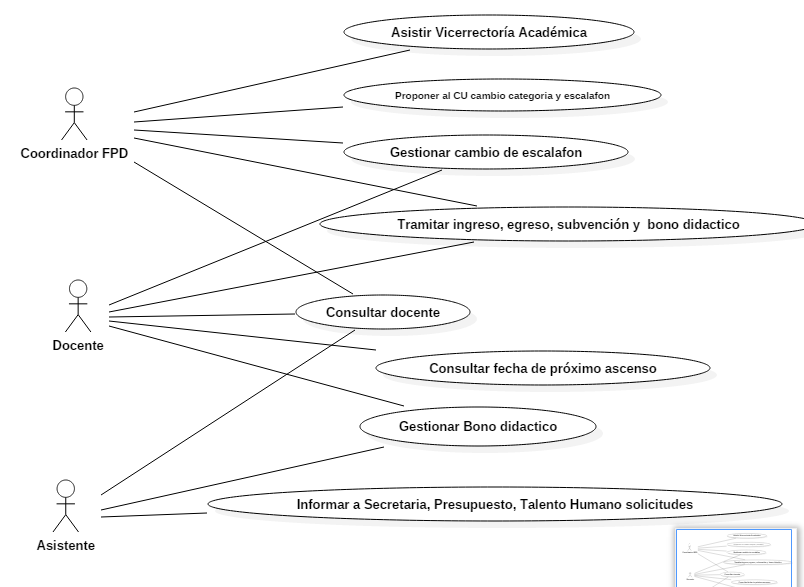 Asistir Vicerrectoría Académica
Proponer al CU cambio categoria y escalafon
Coordinador FPD
Gestionar cambio de escalafon
Tramitar ingreso, egreso, subvención y  bono didactico
Consultar docente
Docente
Consultar fecha de próximo ascenso
Gestionar Bono didactico
Informar a Secretaria, Presupuesto, Talento Humano solicitudes
Asistente